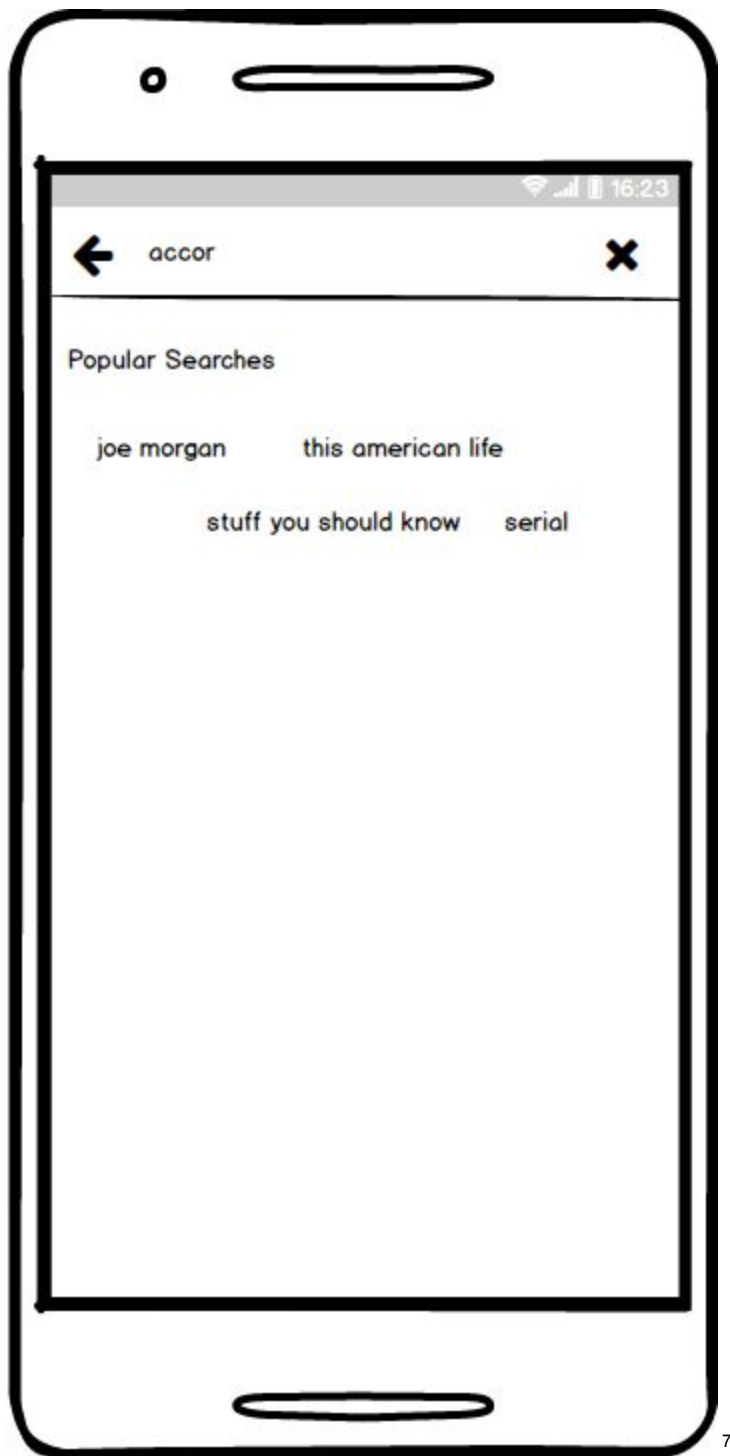 16:23
accor
Popular Searches
joe morgan this american life
stuff you should know serial
7